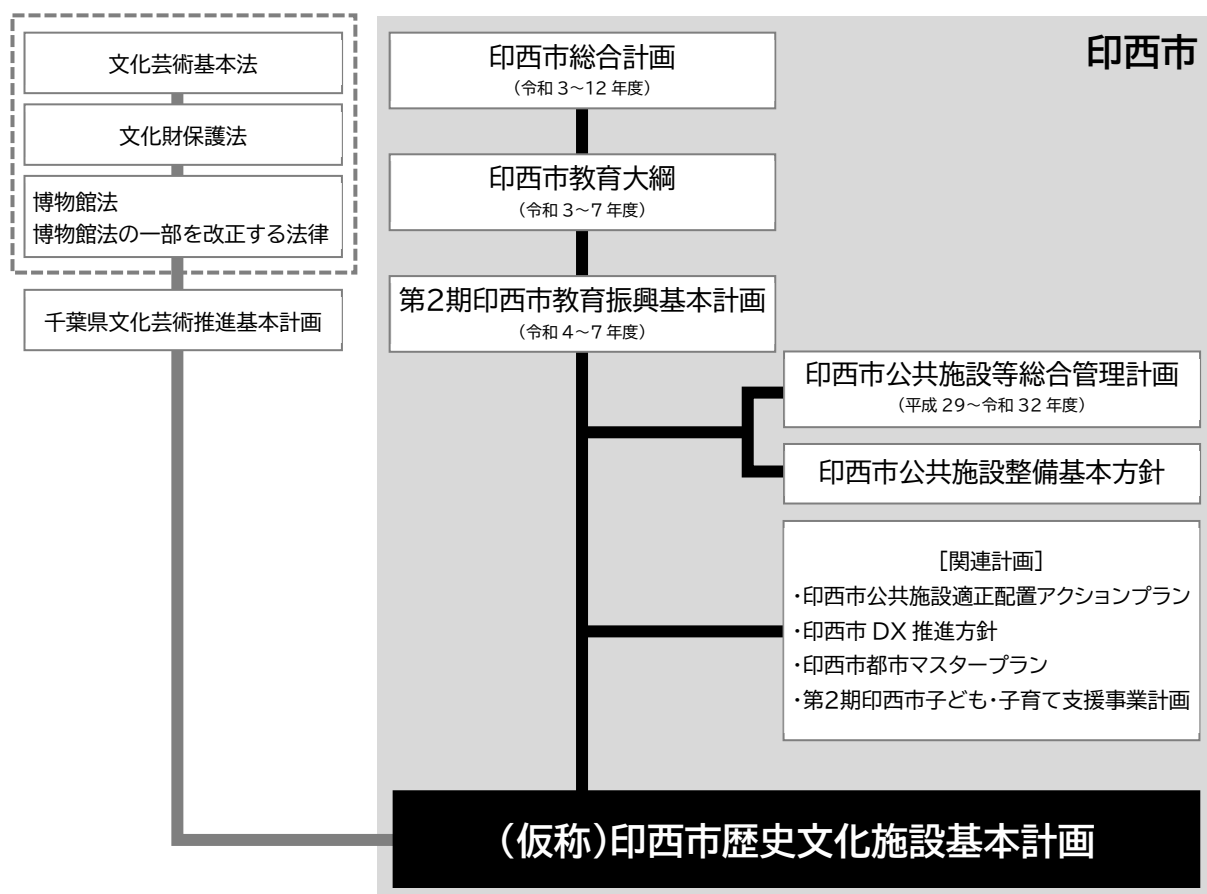 文化芸術基本法
文化財保護法
博物館法
博物館法の一部を改正する法律
千葉県文化芸術推進基本計画
印西市
印西市総合計画
（令和3～12年度）
印西市教育大綱
（令和3～7年度）
第2期印西市教育振興基本計画
（令和4～7年度）
印西市公共施設等総合管理計画
（平成29～令和32年度）
印西市公共施設整備基本方針
［関連計画］
・印西市公共施設適正配置アクションプラン
・印西市DX推進方針
・印西市都市マスタープラン
・第2期印西市子ども・子育て支援事業計画
（仮称）印西市歴史文化施設基本計画